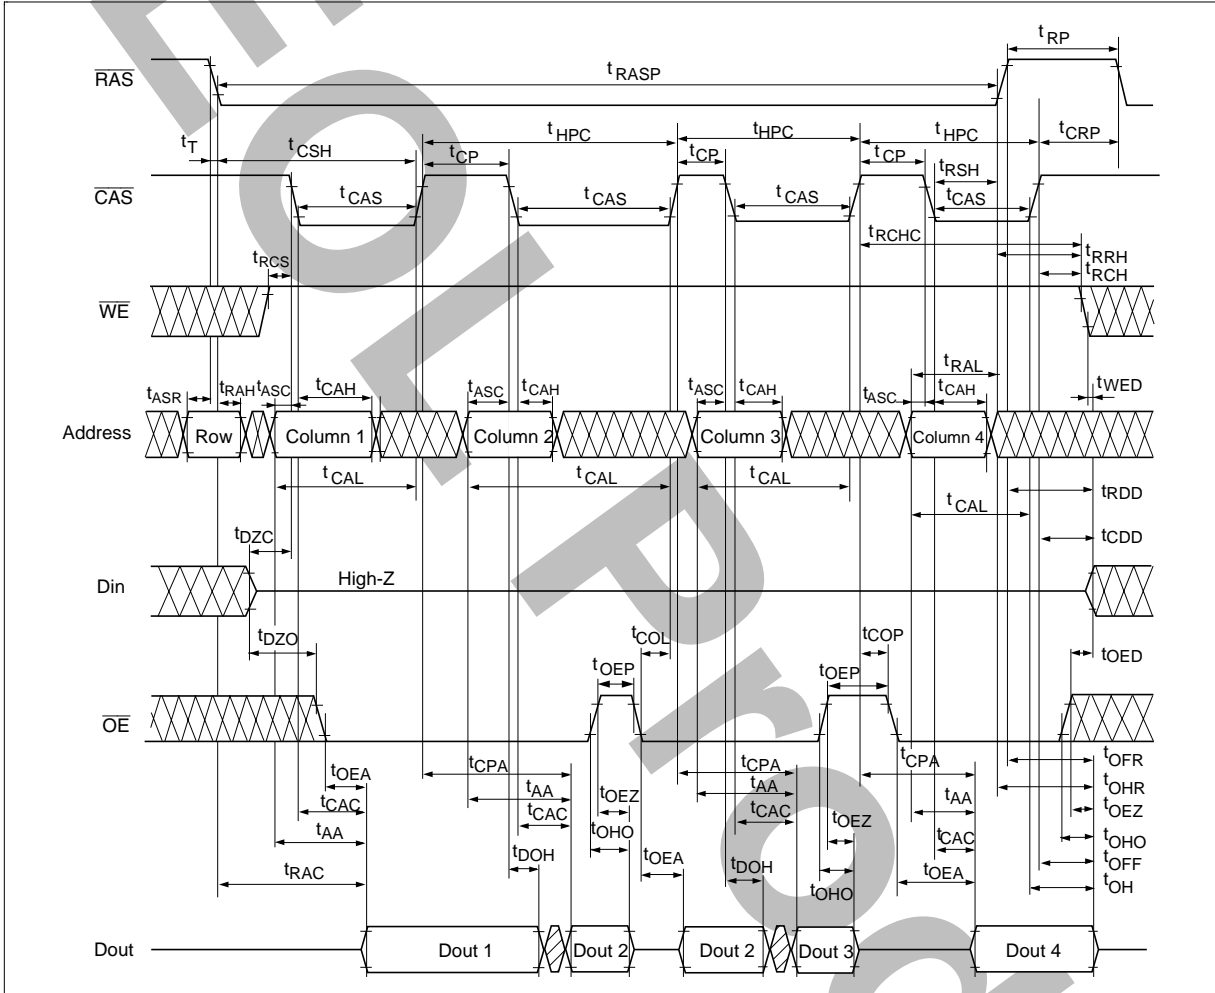 tRP
RAS
tRASP
tT
tCSH
tHPC
tHPC
tHPC
tCRP
tCP
tCP
tCP
tRSH
CAS
tCAS
tCAS
tCAS
tCAS
tRCHC
tRCS
tRRH
tRCH
WE
tRAL
tWED
tASR
tRAH
tASC
tCAH
tASC
tCAH
tASC
tCAH
tASC
tCAH
Address
Row
Column 1
Column 2
Column 3
Column 4
tCAL
tCAL
tCAL
tCAL
tRDD
tDZC
tCDD
Din
High-Z
tDZO
tCOL
tCOP
tOED
tOEP
tOEP
OE
tOEA
tCPA
tCPA
tCPA
tOFR
tCAC
tAA
tAA
tAA
tOHR
tAA
tCAC
tOEZ
tCAC
tOEZ
tCAC
tOEZ
tOHO
tOHO
tOHO
tRAC
tDOH
tOEA
tDOH
tOEA
tOFF
tOH
Dout
Dout 1
Dout 2
Dout 2
Dout 3
Dout 4
EOL Prod